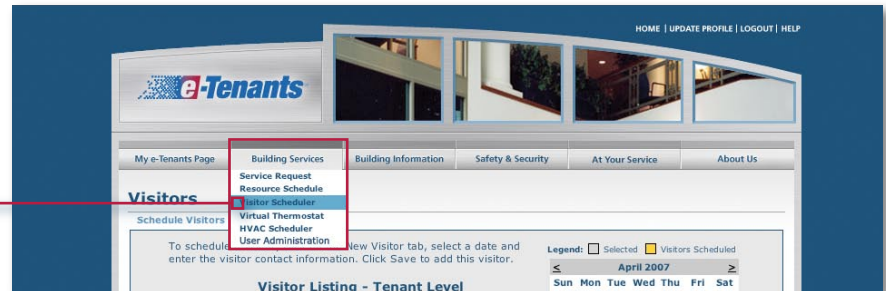 HOME | UPDATE PROFILE | LOGOUT | HELP
e-Tenants
My e-Tenants Page Building Services Building Information Safety & Security At Your Service About Us
Service Request
Resource Schedule
Visitor Scheduler
Virtual Thermostat
HVAC Scheduler
User Administration
Visitors
Schedule Visitors
To schedule New Visitor tab, select a date and
enter the visitor contact information. Click Save to add
this visitor.
Visitor Listing - Tenant Level
Legend: Selected Visitors Scheduled
< April 2007 >
Sun Mon Tue Wed Thu Fri Sat